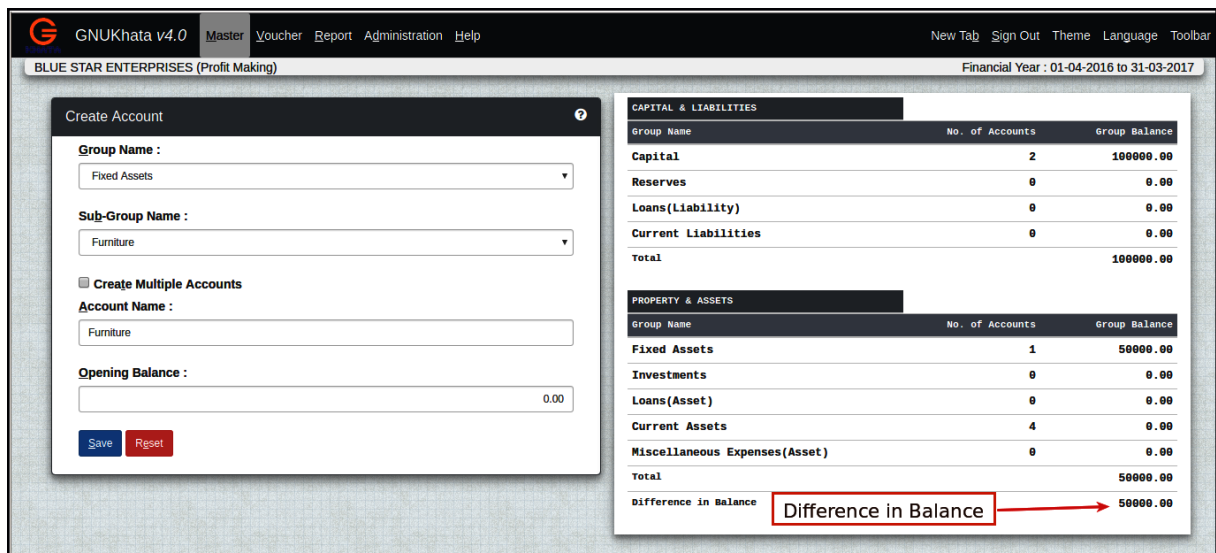 GNUKhata v4.0 Master Voucher Report Administration Help New Tab Sign Out Theme Language Toolbar
BLUE STAR ENTERPRISES (Profit Making) Financial Year : 01-04-2016 to 31-03-2017
Create Account
Group Name :
Fixed Assets
Sub-Group Name :
Furniture
Create Multiple Accounts
Account Name :
Furniture
Opening Balance :
0.00
Save Reset
CAPITAL & LIABILITIES
Group Name No. of Accounts Group Balance
Capital 2 100000.00
Reserves 0 0.00
Loans(Liability) 0 0.00
Current Liabilities 0 0.00
Total 100000.00
PROPERTY & ASSETS
Group Name No. of Accounts Group Balance
Fixed Assets 1 50000.00
Investments 0 0.00
Loans(Asset) 0 0.00
Current Assets 4 0.00
Miscellaneous Expenses(Asset) 0 0.00
Total 50000.00
Difference in Balance Difference in Balance 50000.00